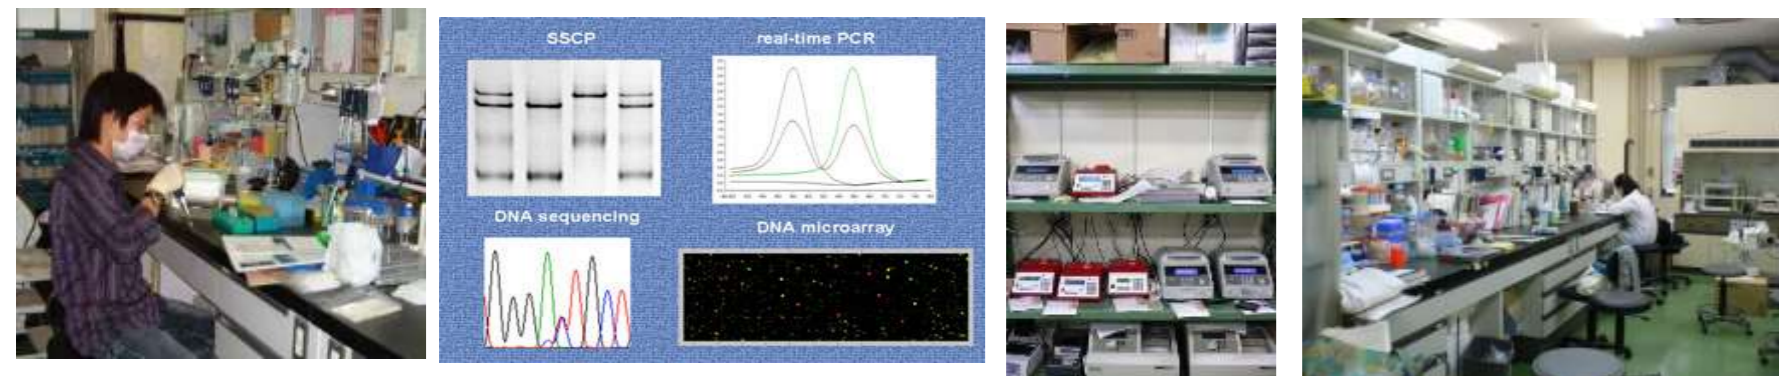 SSCP
real-time PCR
DNA sequencing
DNA microarray